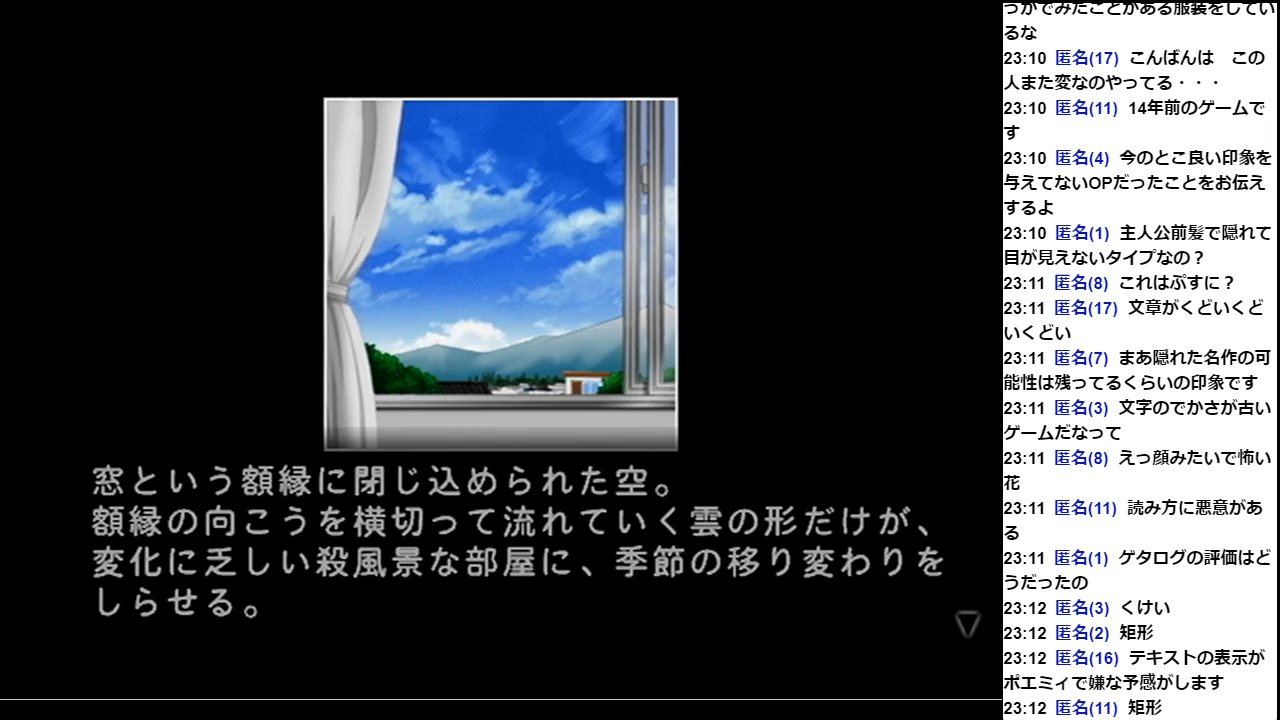 窓という額縁に閉じ込められた空。
額縁の向こうを横切って流れていく雲の形だけが、
変化に乏しい殺風景な部屋に、季節の移り変わりを
しらせる。
うかでみたことがある服装をしてい
るな
23:10 匿名(17) こんばんは　この
人また変なのやってる・・・
23:10 匿名(11) 14年前のゲームで
す
23:10 匿名(4) 今のとこ良い印象を
与えてないOPだったことをお伝え
するよ
23:10 匿名(1) 主人公前髪で隠れて
目が見えないタイプなの？
23:11 匿名(8) これはぷすに？
23:11 匿名(17) 文章がくどいくど
いくどい
23:11 匿名(7) まあ隠れた名作の可
能性は残ってるくらいの印象です
23:11 匿名(3) 文字のでかさが古い
ゲームだなって
23:11 匿名(8) えっ顔みたいで怖い
花
23:11 匿名(11) 読み方に悪意があ
る
23:11 匿名(1) ゲタログの評価はど
うだったの
23:12 匿名(3) くけい
23:12 匿名(2) 矩形
23:12 匿名(16) テキストの表示が
ポエミィで嫌な予感がします
23:12 匿名(11) 矩形